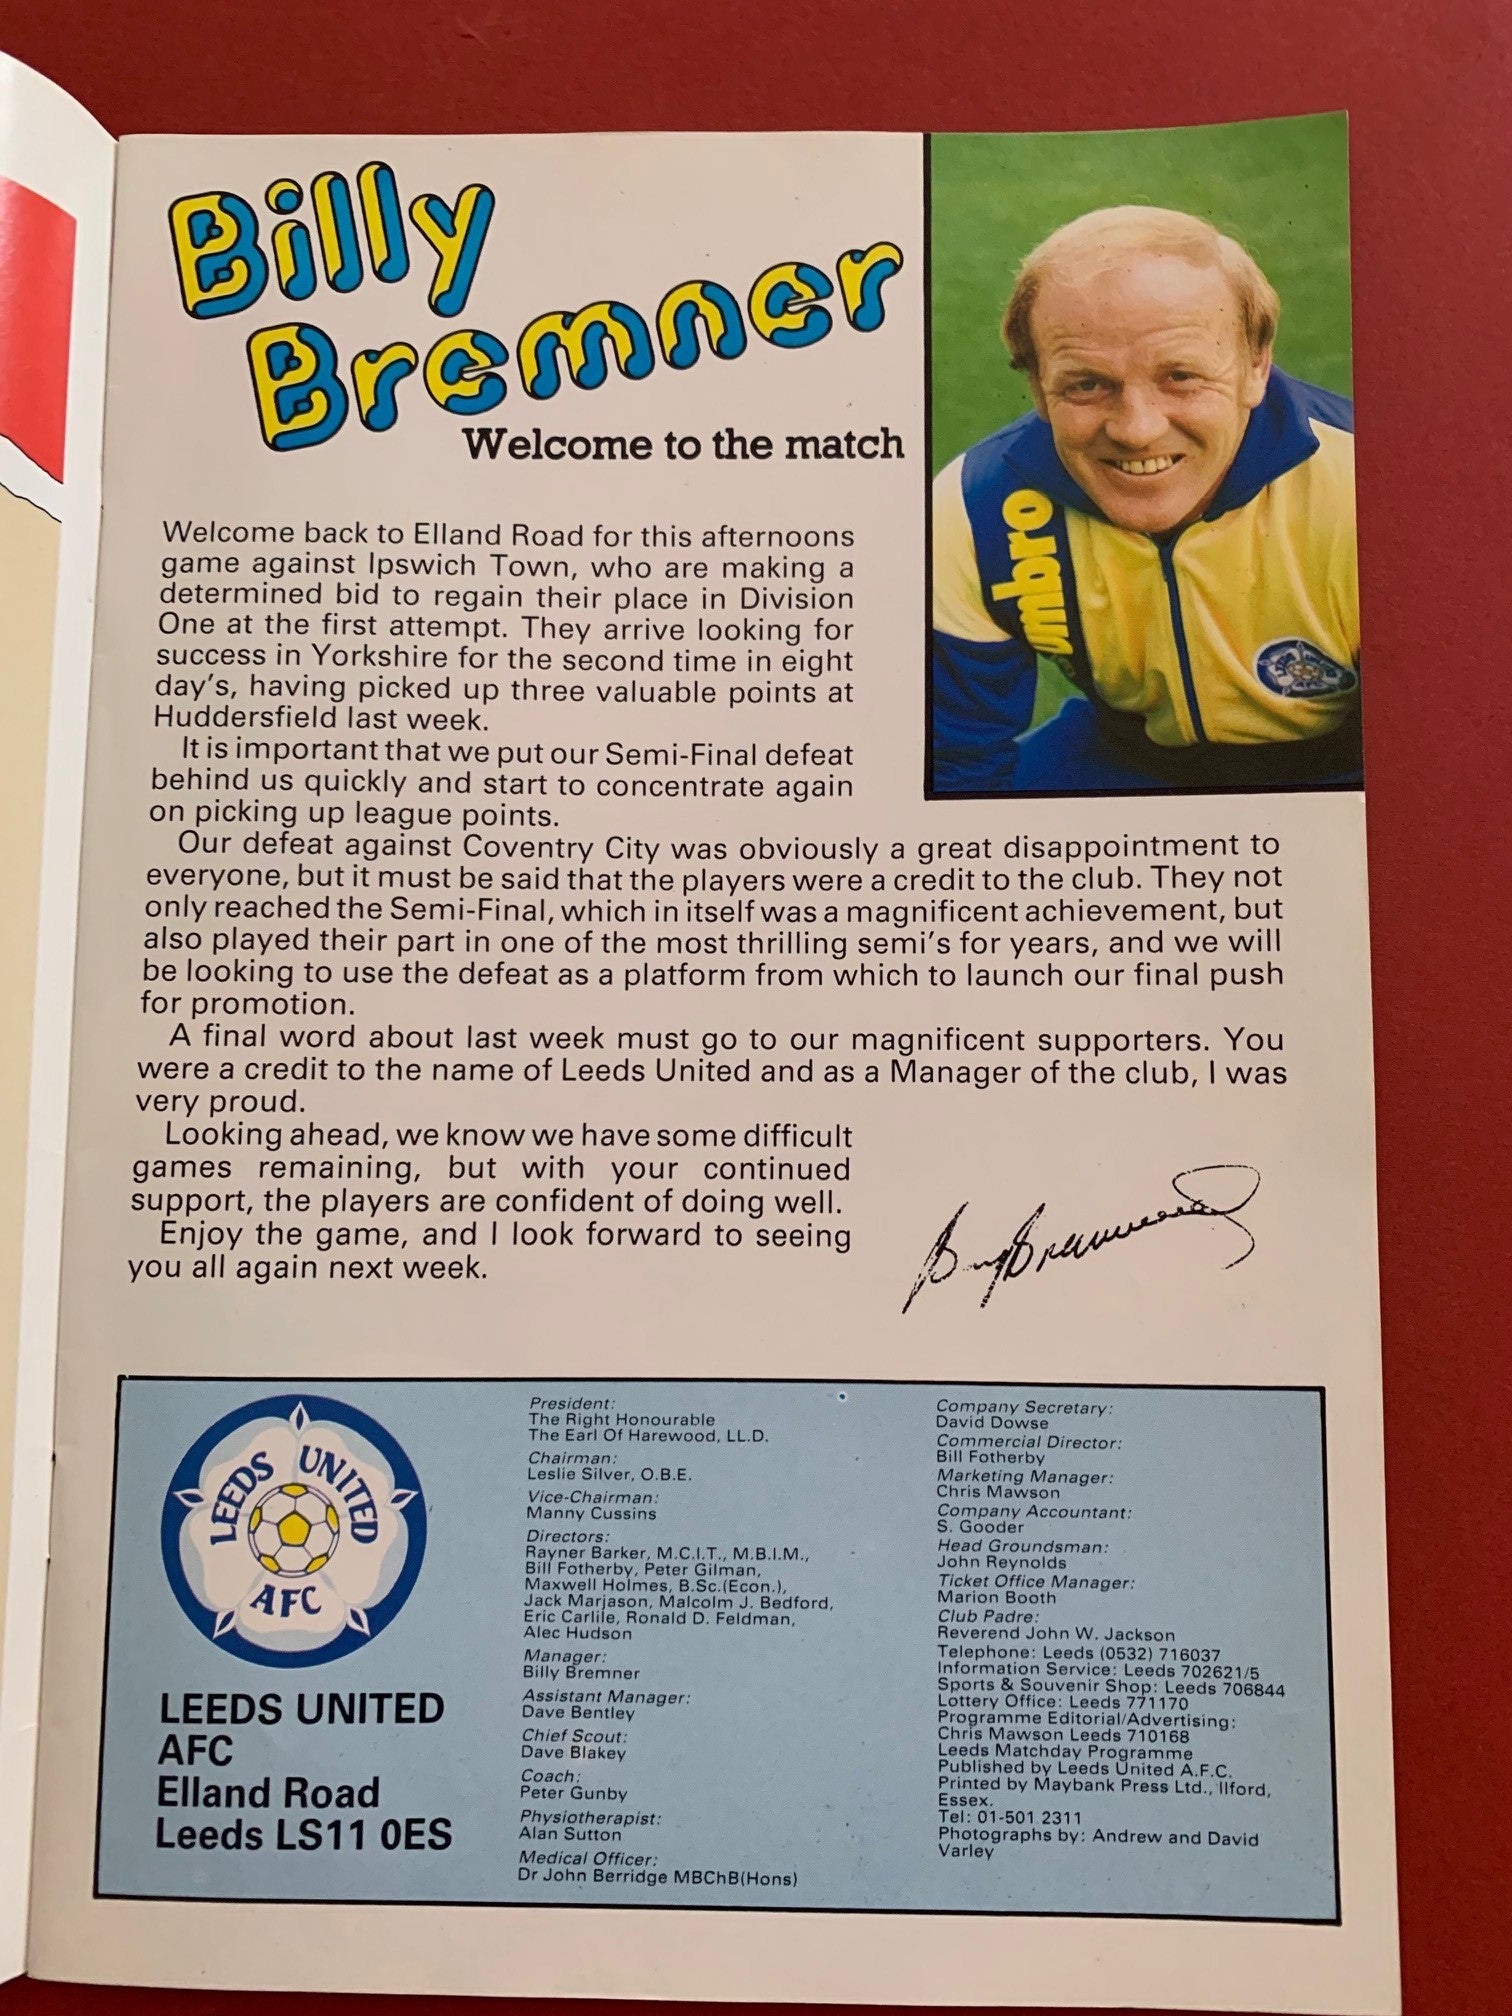 Billy
Bremner
Welcome to the match
umbro
Welcome back to Elland Road for this afternoons
game against Ipswich Town, who are making a
determined bid to regain their place in Division
One at the first attempt. They arrive looking for
success in Yorkshire for the second time in eight
day's, having picked up three valuable points at
Huddersfield last week.
It is important that we put our Semi-Final defeat
behind us quickly and start to concentrate again
on picking up league points.
Our defeat against Coventry City was obviously a great disappointment to
everyone, but it must be said that the players were a credit to the club. They not
only reached the Semi-Final, which in itself was a magnificent achievement, but
also played their part in one of the most thrilling semi's for years, and we will
be looking to use the defeat as a platform from which to launch our final push
for promotion.
A final word about last week must go to our magnificent supporters. You
were a credit to the name of Leeds United and as a Manager of the club, I was
very proud.
Looking ahead, we know we have some difficult
games remaining, but with your continued
support, the players are confident of doing well.
Enjoy the game, and I look forward to seeing
you all again next week.
Billy Bremner
LEEDS UNITED
AFC
LEEDS UNITED
AFC
Elland Road
Leeds LS11 0ES
President:
The Right Honourable
The Earl Of Harewood, LL.D.
Chairman:
Leslie Silver, O.B.E.
Vice-Chairman:
Manny Cussins
Directors:
Rayner Barker, M.C.I.T., M.B.I.M.,
Bill Fotherby, Peter Gilman,
Maxwell Holmes, B.Sc.(Econ.),
Jack Marjason, Malcolm J. Bedford,
Eric Carlile, Ronald D. Feldman,
Alec Hudson
Manager:
Billy Bremner
Assistant Manager:
Dave Bentley
Chief Scout:
Dave Blakey
Coach:
Peter Gunby
Physiotherapist:
Alan Sutton
Medical Officer:
Dr John Berridge MBChB(Hons)
Company Secretary:
David Dowse
Commercial Director:
Bill Fotherby
Marketing Manager:
Chris Mawson
Company Accountant:
S. Gooder
Head Groundsman:
John Reynolds
Ticket Office Manager:
Marion Booth
Club Padre:
Reverend John W. Jackson
Telephone: Leeds (0532) 716037
Information Service: Leeds 702621/5
Sports & Souvenir Shop: Leeds 706844
Lottery Office: Leeds 771170
Programme Editorial/Advertising:
Chris Mawson Leeds 710168
Leeds Matchday Programme
Published by Leeds United A.F.C.
Printed by Maybank Press Ltd., Ilford,
Essex.
Tel: 01-501 2311
Photographs by: Andrew and David
Varley